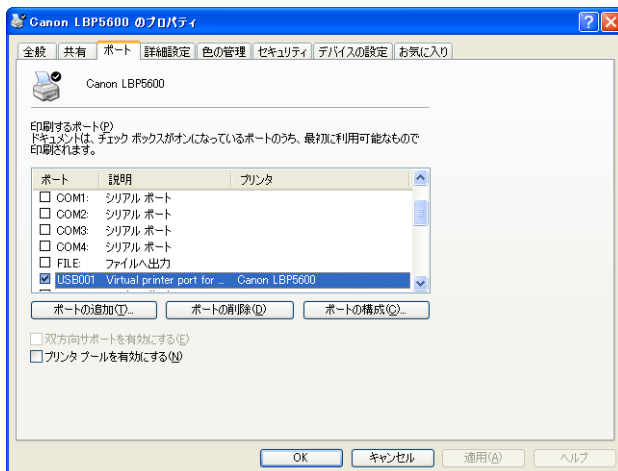 Canon LBP5600 のプロパティ
全般 共有 ポート 詳細設定 色の管理 セキュリティ デバイスの設定 お気に入り
Canon LBP5600
印刷するポート(P)
ドキュメントは、チェック ボックスがオンになっているポートのうち、最初に利用可能なもので
印刷されます。
ポート 説明 プリンタ
COM1: シリアル ポート
COM2: シリアル ポート
COM3: シリアル ポート
COM4: シリアル ポート
FILE: ファイルへ出力
USB001 Virtual printer port for ... Canon LBP5600
ポートの追加(T)... ポートの削除(D) ポートの構成(C)...
双方向サポートを有効にする(E)
プリンタ プールを有効にする(N)
OK キャンセル 適用(A) ヘルプ